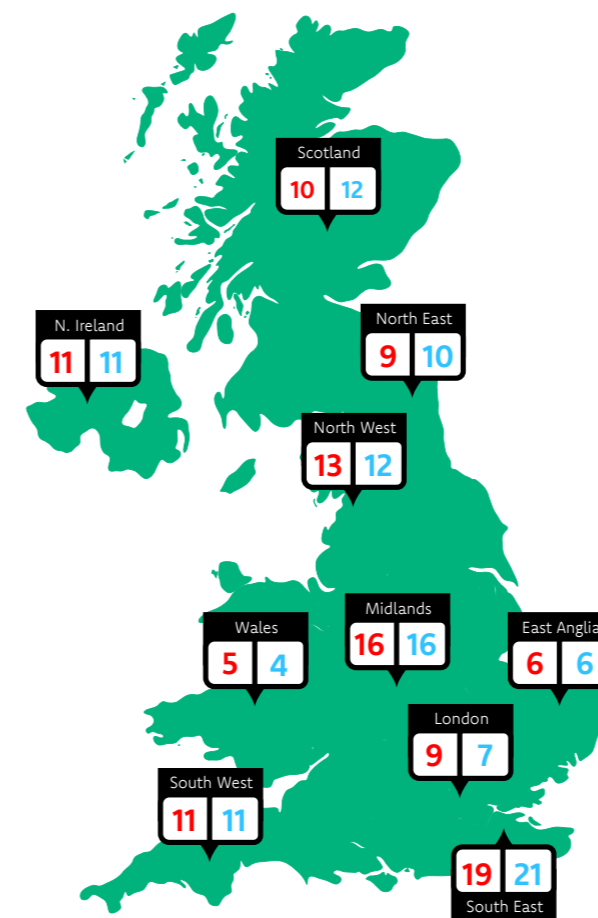 Scotland
10 12
N. Ireland
11 11
North East
9 10
North West
13 12
Midlands
16 16
Wales
5 4
East Anglia
6 6
London
9 7
South West
11 11
19 21
South East